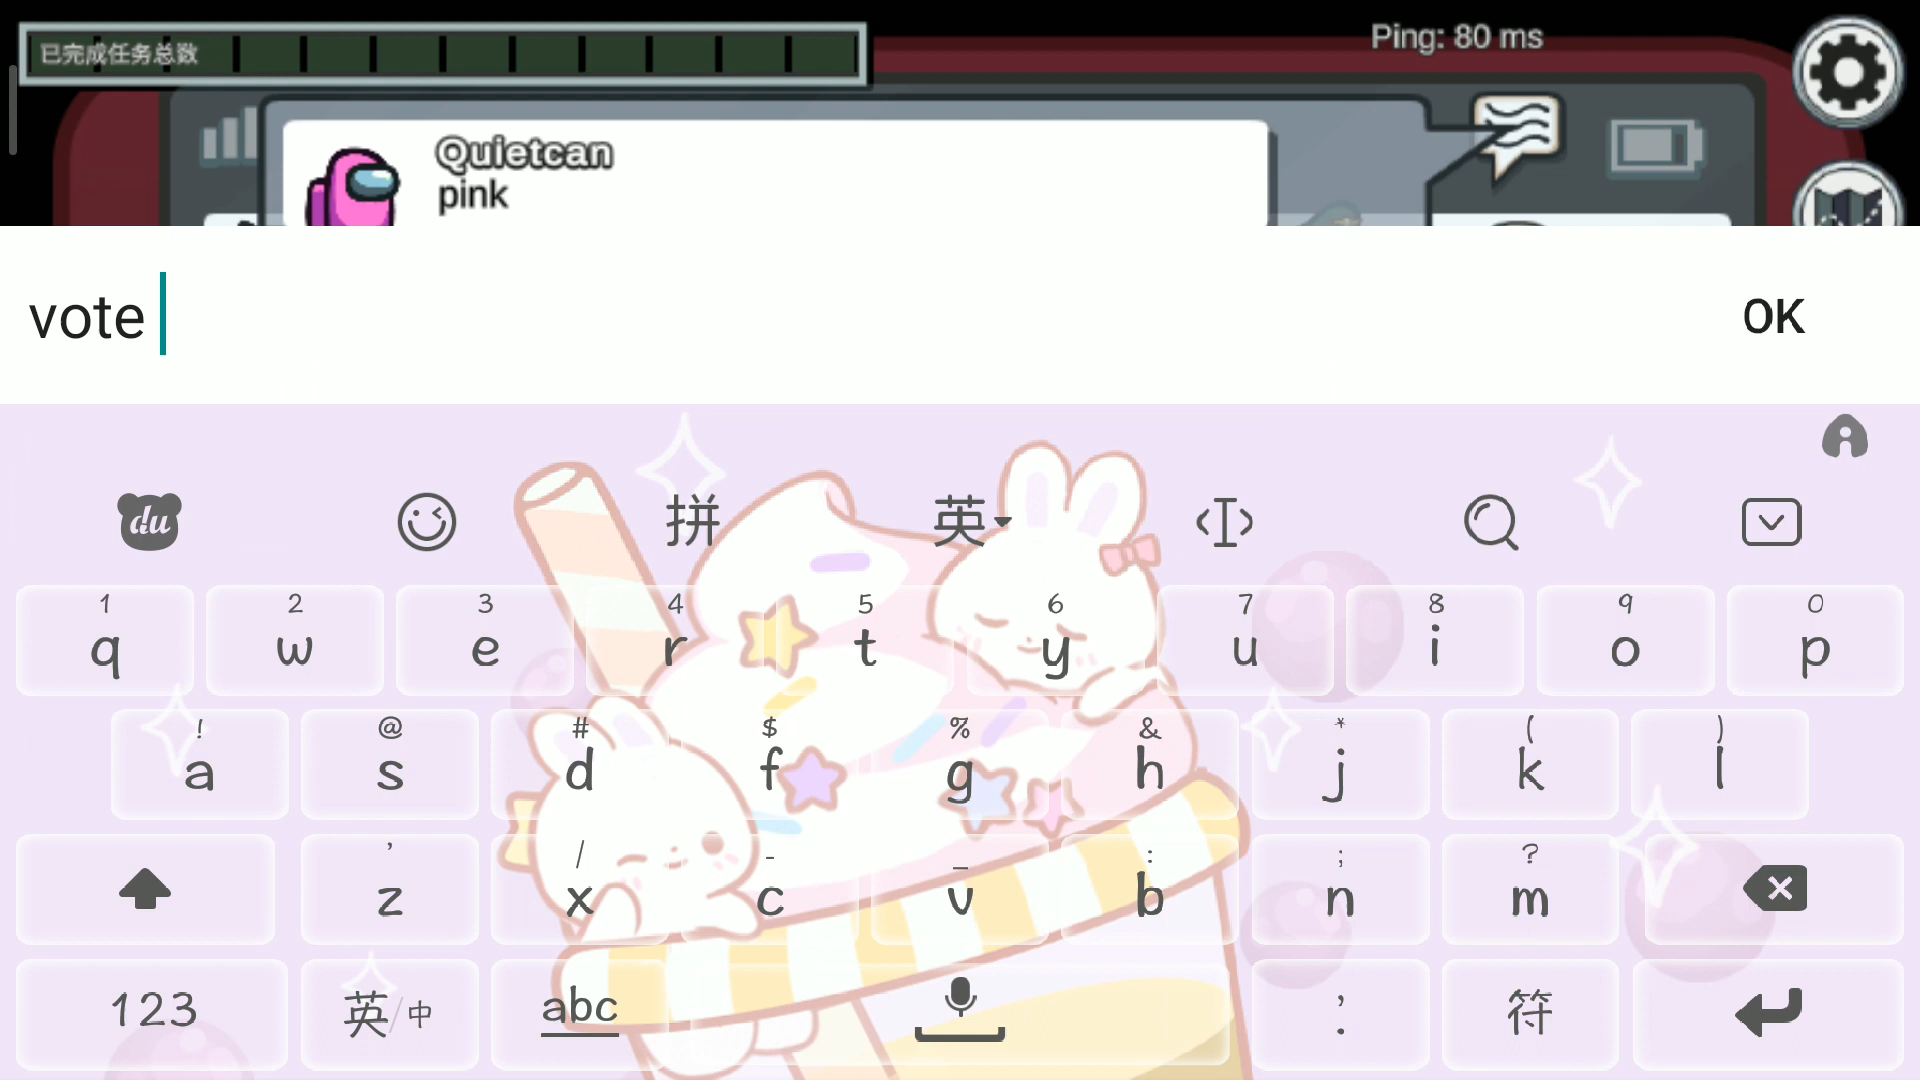 已完成任务总数
Ping: 80 ms
Quietcan
pink
vote
OK
du 拼 英
1 2 3 4 5 6 7 8 9 0
q w e r t y u i o p
! @ # $ % & * ( )
a s d f g h j k l
' / - _ : ; ?
z x c v b n m
123 英/中 abc , . 符